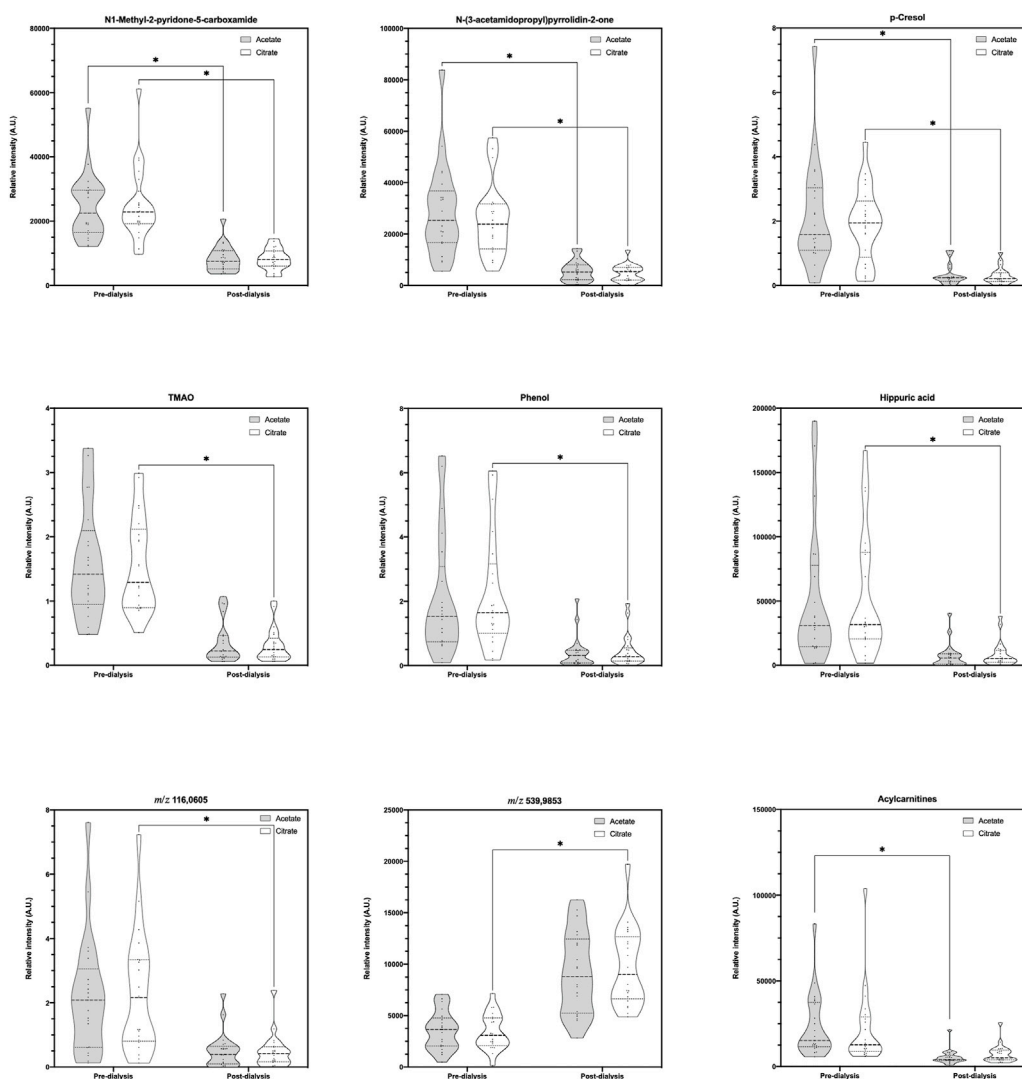 N1-Methyl-2-pyridone-5-carboxamide
80000
60000
40000
20000
0
Relative intensity (A.U.)
Acetate
Citrate
*
*
Pre-dialysis
Post-dialysis
N-(3-acetamidopropyl)pyrrolidin-2-one
100000
80000
60000
40000
20000
0
Relative intensity (A.U.)
Acetate
Citrate
*
*
Pre-dialysis
Post-dialysis
p-Cresol
8
6
4
2
0
Relative intensity (A.U.)
Acetate
Citrate
*
*
Pre-dialysis
Post-dialysis
TMAO
4
3
2
1
0
Relative intensity (A.U.)
Acetate
Citrate
*
Pre-dialysis
Post-dialysis
Phenol
8
6
4
2
0
Relative intensity (A.U.)
Acetate
Citrate
*
Pre-dialysis
Post-dialysis
Hippuric acid
200000
150000
100000
50000
0
Relative intensity (A.U.)
Acetate
Citrate
*
Pre-dialysis
Post-dialysis
m/z 116,0605
8
6
4
2
0
Relative intensity (A.U.)
Acetate
Citrate
*
Pre-dialysis
Post-dialysis
m/z 539,9853
25000
20000
15000
10000
5000
0
Relative intensity (A.U.)
Acetate
Citrate
*
Pre-dialysis
Post-dialysis
Acylcarnitines
150000
100000
50000
0
Relative intensity (A.U.)
Acetate
Citrate
*
Pre-dialysis
Post-dialysis